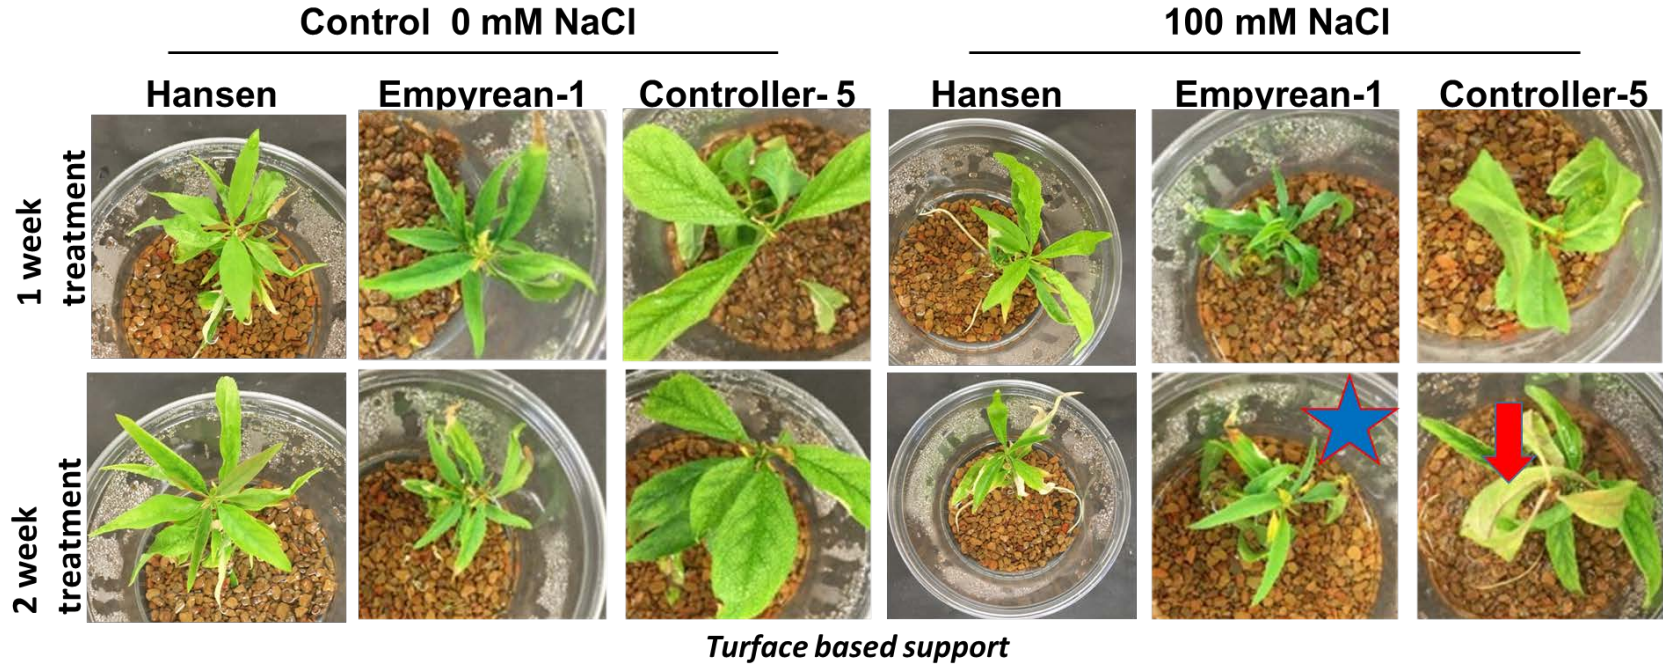 Control 0 mM NaCl
100 mM NaCl
Hansen
Empyrean-1
Controller- 5
Hansen
Empyrean-1
Controller-5
1 week
treatment
2 week
treatment
Turface based support